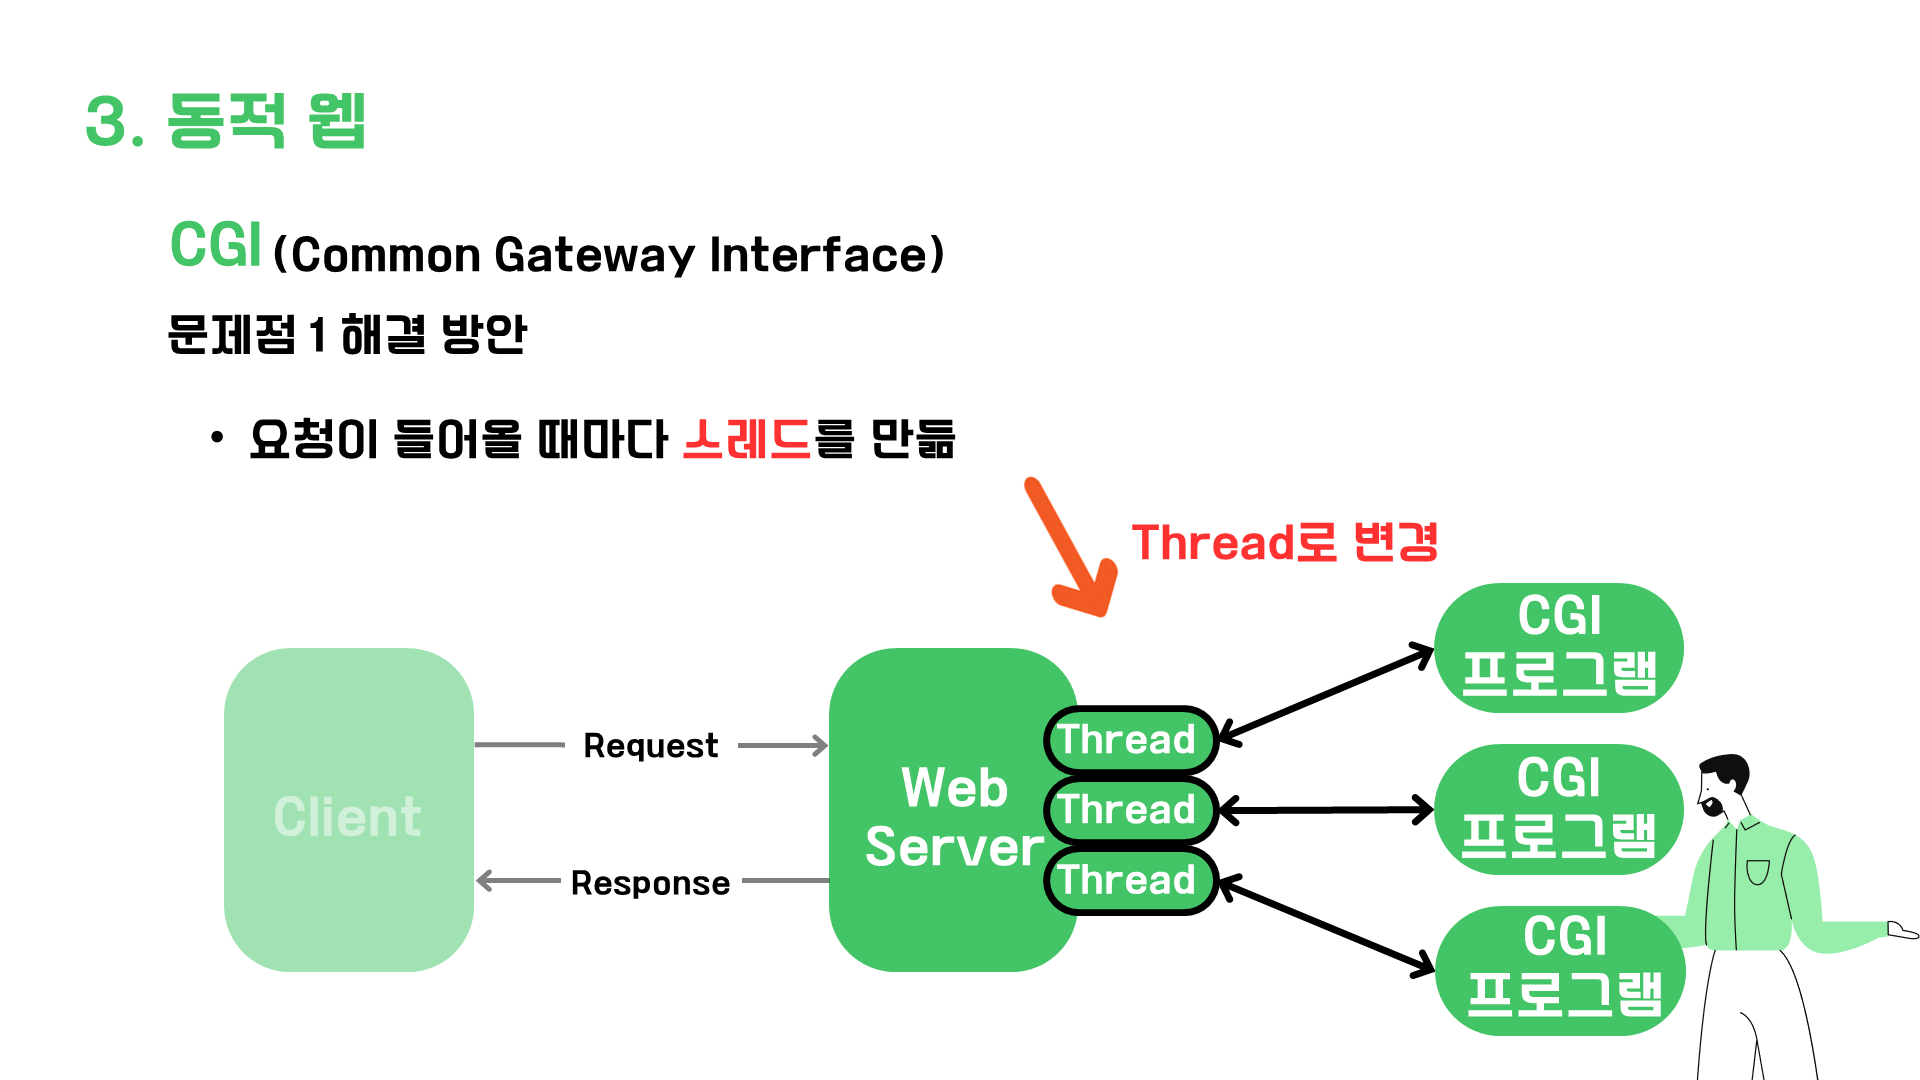 3. 동적 웹
CGI (Common Gateway Interface)
문제점 1 해결 방안
• 요청이 들어올 때마다 스레드를 만듦
Thread로 변경
Client
Request
Response
Web
Server
Thread
Thread
Thread
CGI
프로그램
CGI
프로그램
CGI
프로그램